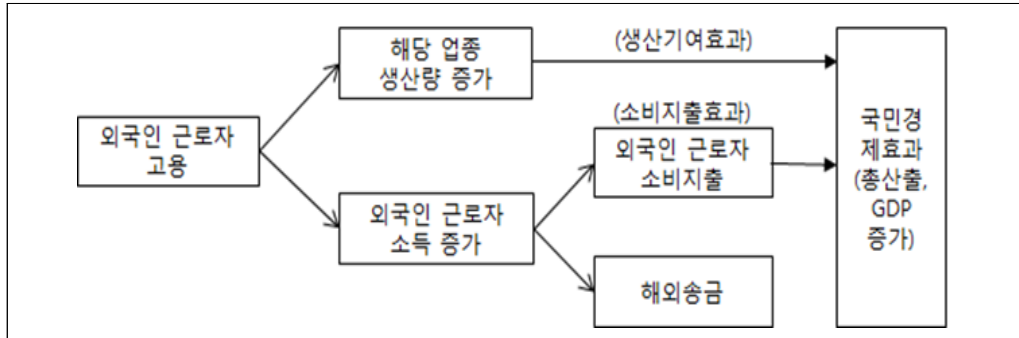 해당 업종
생산량 증가
(생산기여효과)
외국인 근로자
고용
(소비지출효과)
외국인 근로자
소비지출
외국인 근로자
소득 증가
해외송금
국민경
제효과
(총산출,
GDP
증가)